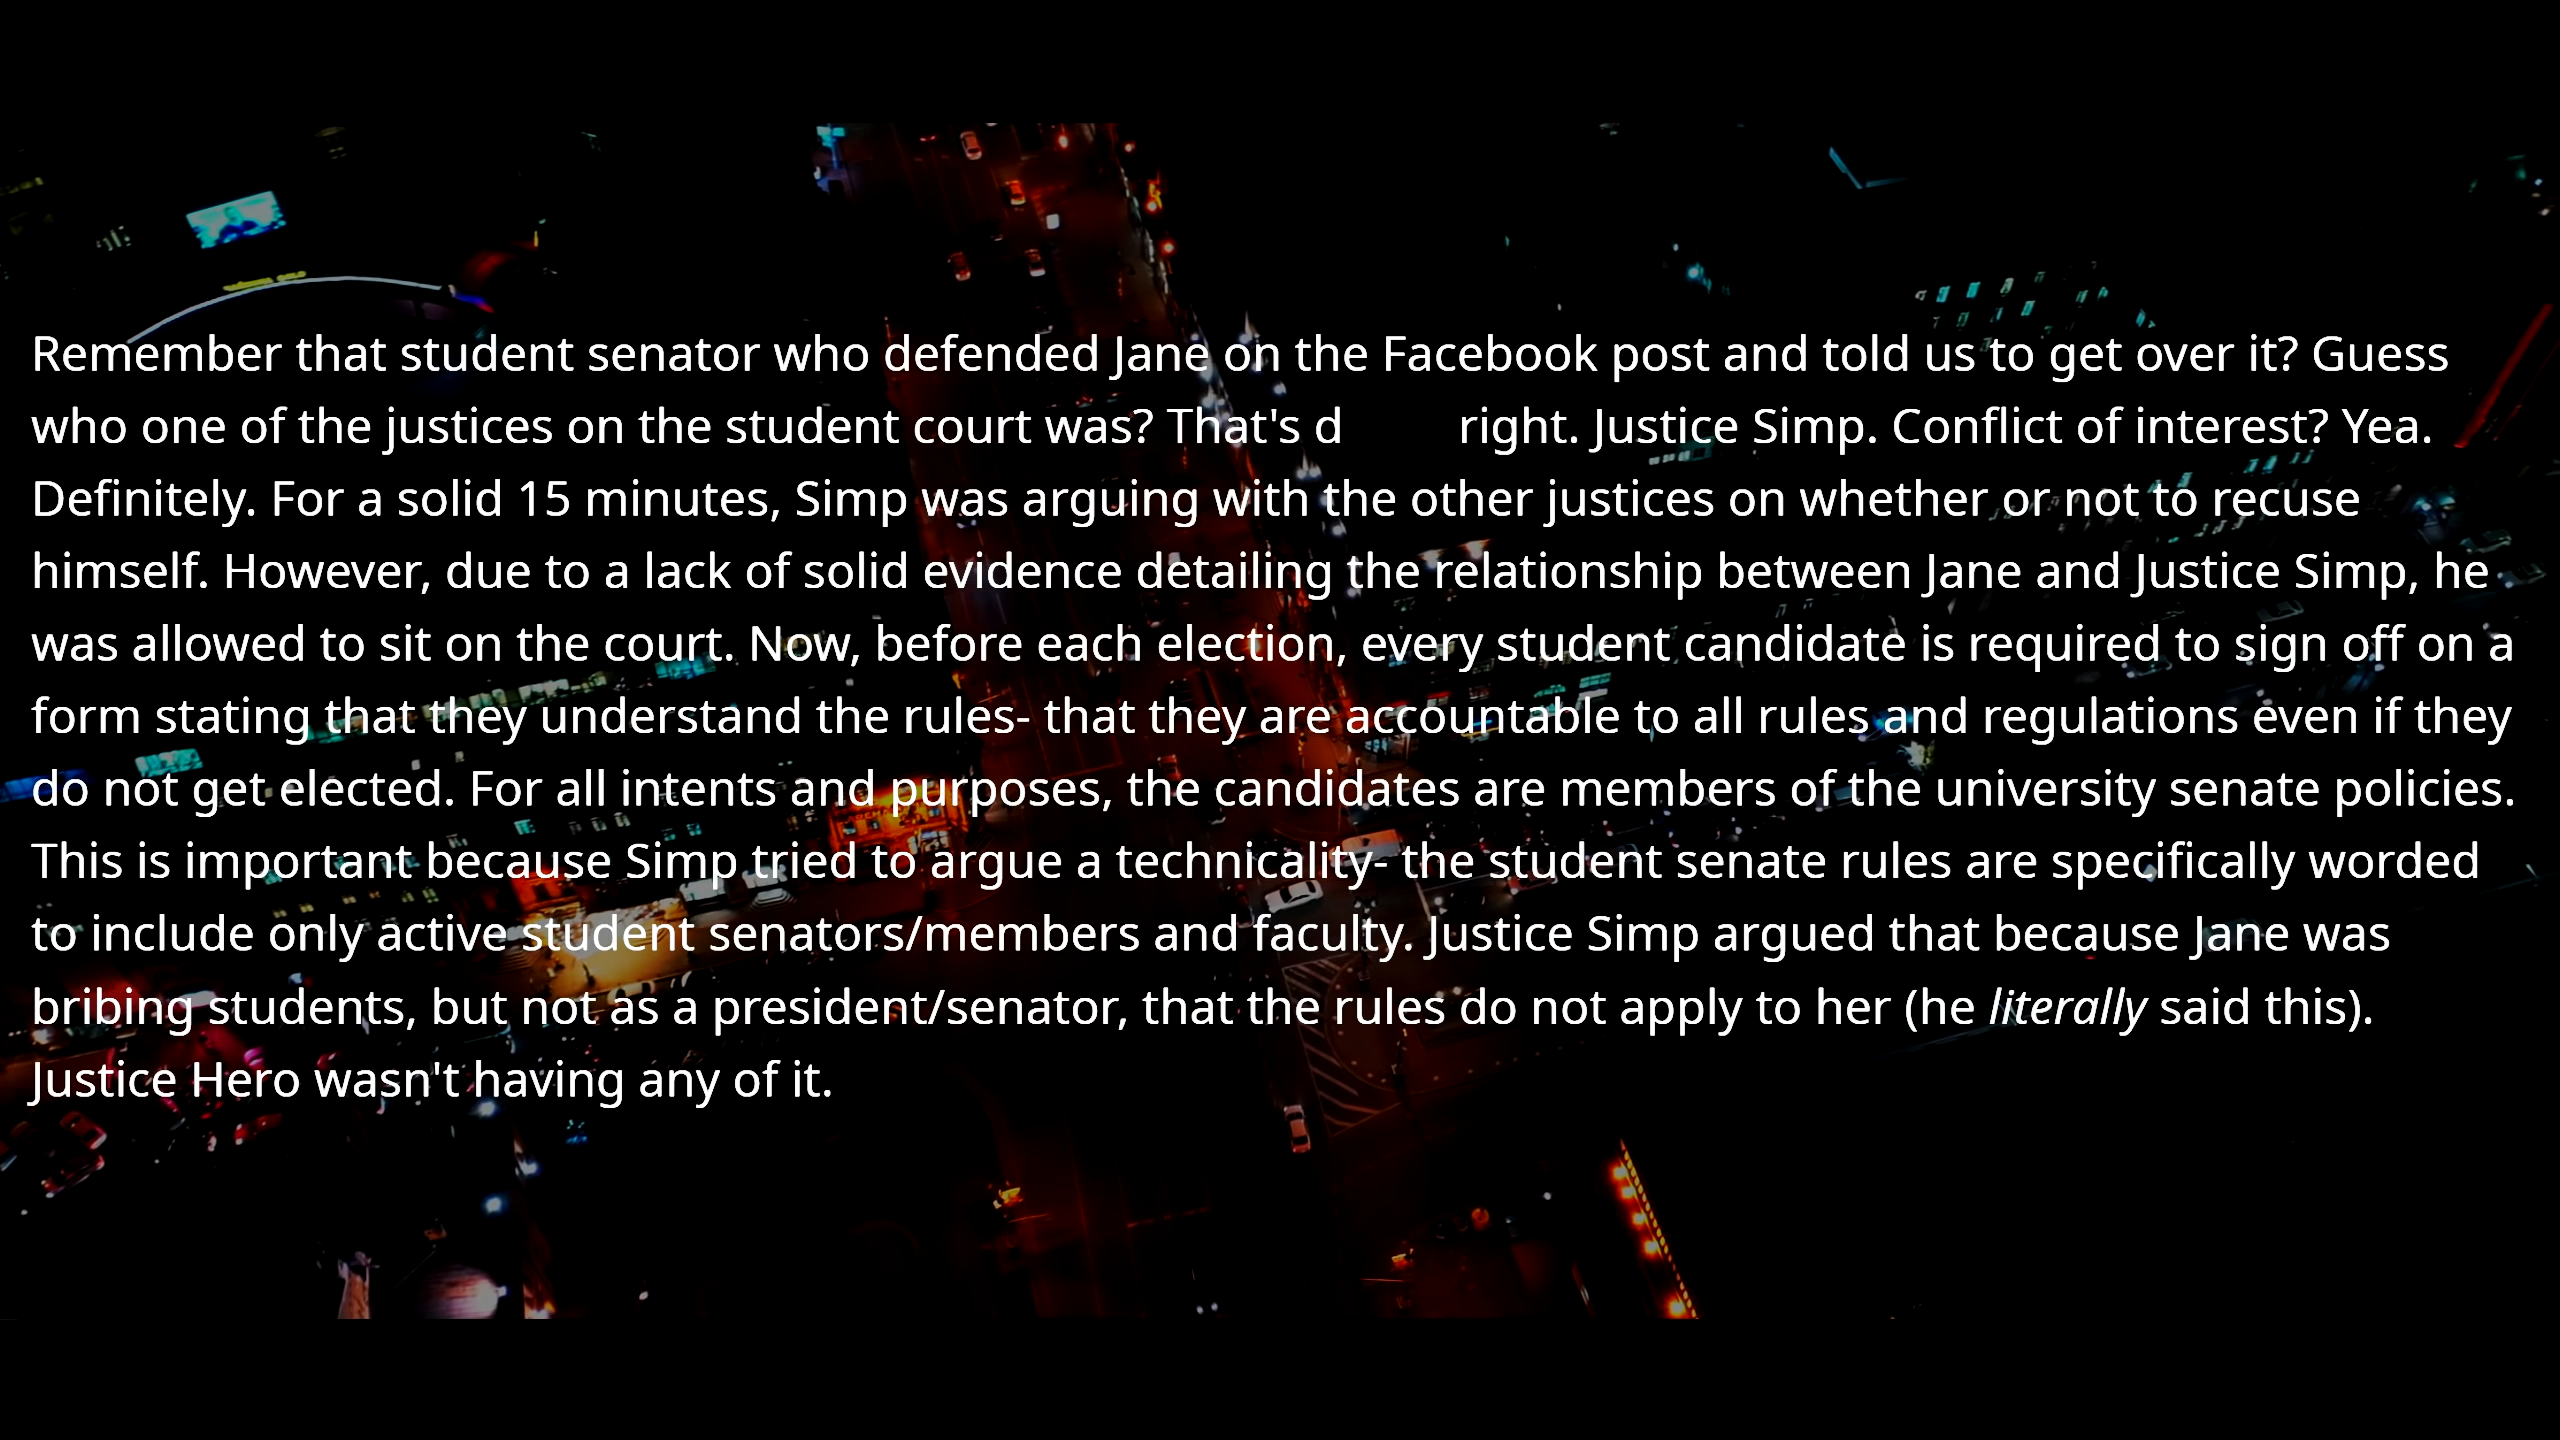 Remember that student senator who defended Jane on the Facebook post and told us to get over it? Guess
who one of the justices on the student court was? That's d right. Justice Simp. Conflict of interest? Yea.
Definitely. For a solid 15 minutes, Simp was arguing with the other justices on whether or not to recuse
himself. However, due to a lack of solid evidence detailing the relationship between Jane and Justice Simp, he
was allowed to sit on the court. Now, before each election, every student candidate is required to sign off on a
form stating that they understand the rules- that they are accountable to all rules and regulations even if they
do not get elected. For all intents and purposes, the candidates are members of the university senate policies.
This is important because Simp tried to argue a technicality- the student senate rules are specifically worded
to include only active student senators/members and faculty. Justice Simp argued that because Jane was
bribing students, but not as a president/senator, that the rules do not apply to her (he literally said this).
Justice Hero wasn't having any of it.